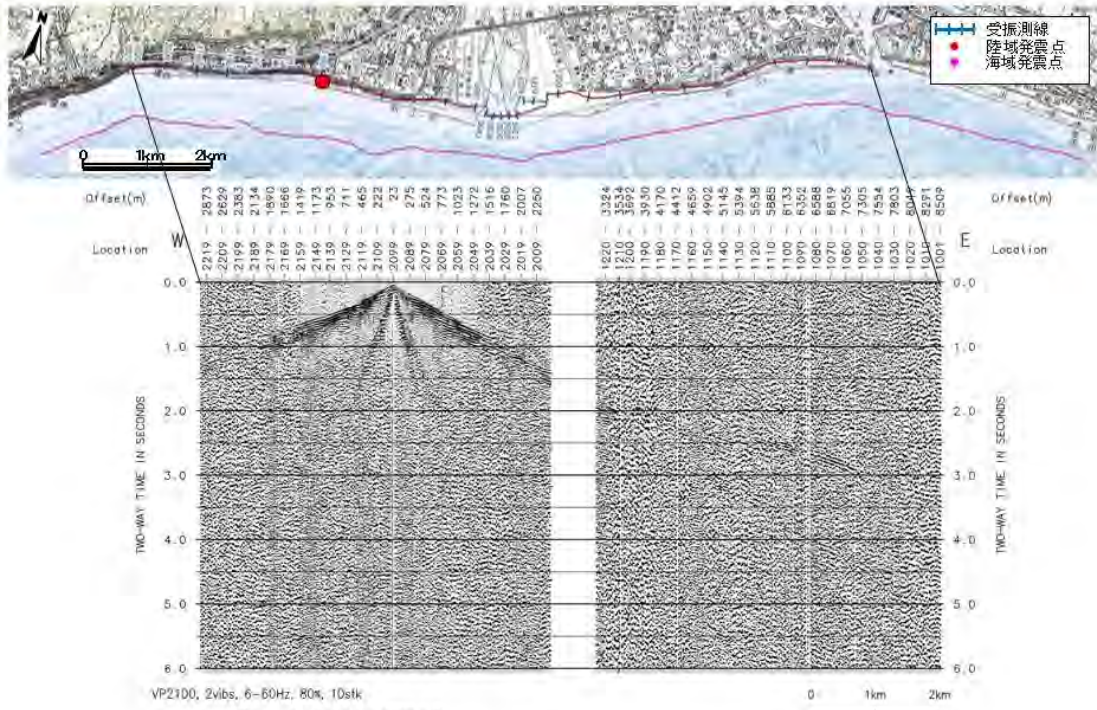 N
受振測線
陸域発震点
海域発震点
0 1km 2km
Offset(m)
2873 2629 2383 2134 1890 1666 1419 1173 953 711 465 222 23 275 524 773 1023 1272 1516 1760 2007 2250
3324 3534 3692 3930 4170 4412 4659 4902 5145 5394 5638 5885 6133 6352 6588 6819 7055 7305 7554 7803 8047 8291 8509
Offset(m)
Location
W
2219 2209 2199 2189 2179 2169 2159 2149 2139 2129 2119 2109 2099 2089 2079 2069 2059 2049 2039 2029 2019 2009
1220 1210 1200 1190 1180 1170 1160 1150 1140 1130 1120 1110 1100 1090 1080 1070 1060 1050 1040 1030 1020 1010 1001
E
Location
0.0 0.0
1.0 1.0
2.0 2.0
3.0 3.0
4.0 4.0
5.0 5.0
6.0 6.0
TWO-WAY TIME IN SECONDS
TWO-WAY TIME IN SECONDS
VP2100, 2vibs, 6-60Hz, 80%, 10stk
0 1km 2km